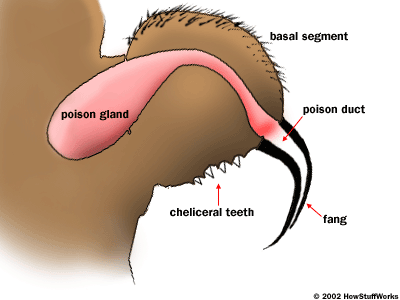 basal segment
poison gland
poison duct
cheliceral teeth
fang
© 2002 HowStuffWorks